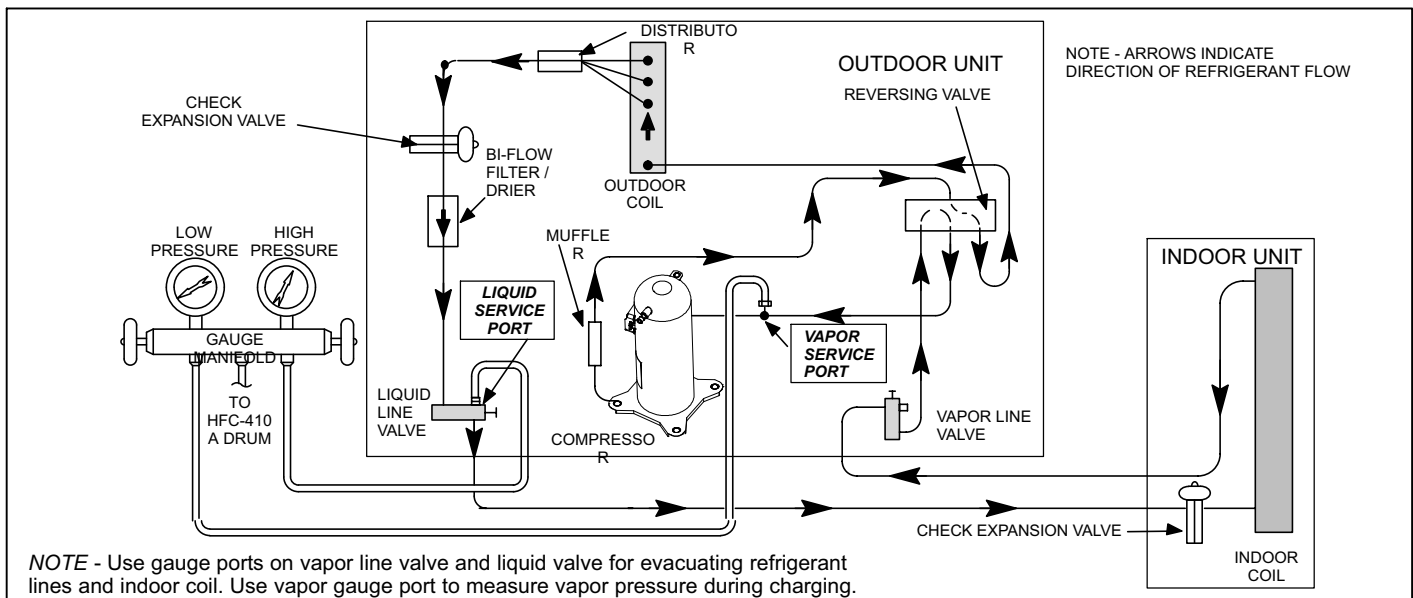 DISTRIBUTO
R
NOTE - ARROWS INDICATE
DIRECTION OF REFRIGERANT FLOW
OUTDOOR UNIT
REVERSING VALVE
CHECK
EXPANSION VALVE
BI-FLOW
FILTER /
DRIER
OUTDOOR
COIL
LOW
PRESSURE
HIGH
PRESSURE
MUFFLE
R
INDOOR UNIT
LIQUID
SERVICE
PORT
GAUGE
MANIFOLD
VAPOR
SERVICE
PORT
TO
HFC-410
A DRUM
LIQUID
LINE
VALVE
COMPRESSO
R
VAPOR LINE
VALVE
CHECK EXPANSION VALVE
INDOOR
COIL
NOTE - Use gauge ports on vapor line valve and liquid valve for evacuating refrigerant
lines and indoor coil. Use vapor gauge port to measure vapor pressure during charging.